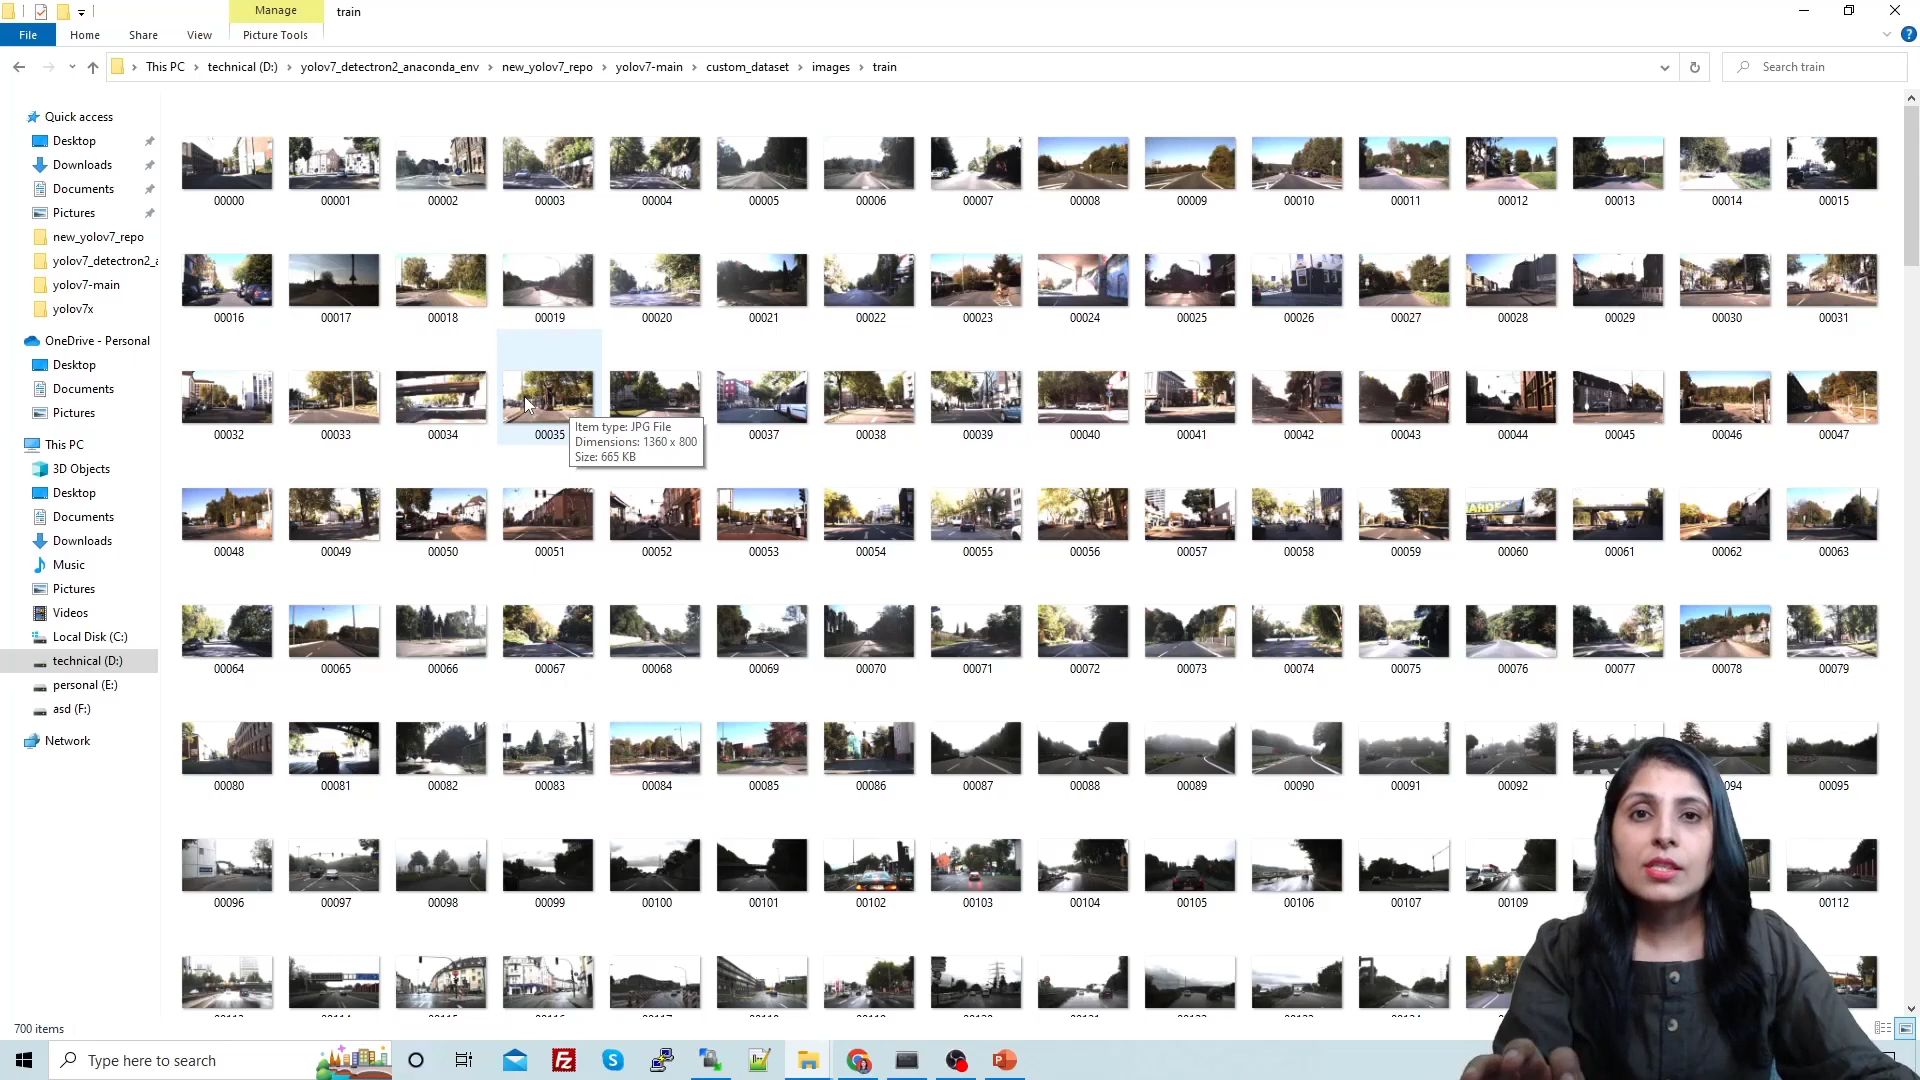 Manage
train
File
Home
Share
View
Picture Tools
This PC
technical (D:)
yolov7_detectron2_anaconda_env
new_yolov7_repo
yolov7-main
custom_dataset
images
train
Search train
Quick access
Desktop
Downloads
Documents
Pictures
new_yolov7_repo
yolov7_detectron2_a
yolov7-main
yolov7x
OneDrive - Personal
Desktop
Documents
Pictures
This PC
3D Objects
Desktop
Documents
Downloads
Music
Pictures
Videos
Local Disk (C:)
technical (D:)
personal (E:)
asd (F:)
Network
00000 00001 00002 00003 00004 00005 00006 00007 00008 00009 00010 00011 00012 00013 00014 00015
00016 00017 00018 00019 00020 00021 00022 00023 00024 00025 00026 00027 00028 00029 00030 00031
00032 00033 00034 00035 00037 00038 00039 00040 00041 00042 00043 00044 00045 00046 00047
Item type: JPG File
Dimensions: 1360 x 800
Size: 665 KB
00048 00049 00050 00051 00052 00053 00054 00055 00056 00057 00058 00059 00060 00061 00062 00063
00064 00065 00066 00067 00068 00069 00070 00071 00072 00073 00074 00075 00076 00077 00078 00079
00080 00081 00082 00083 00084 00085 00086 00087 00088 00089 00090 00091 00092 094 00095
00096 00097 00098 00099 00100 00101 00102 00103 00104 00105 00106 00107 00109 00112
700 items
Type here to search